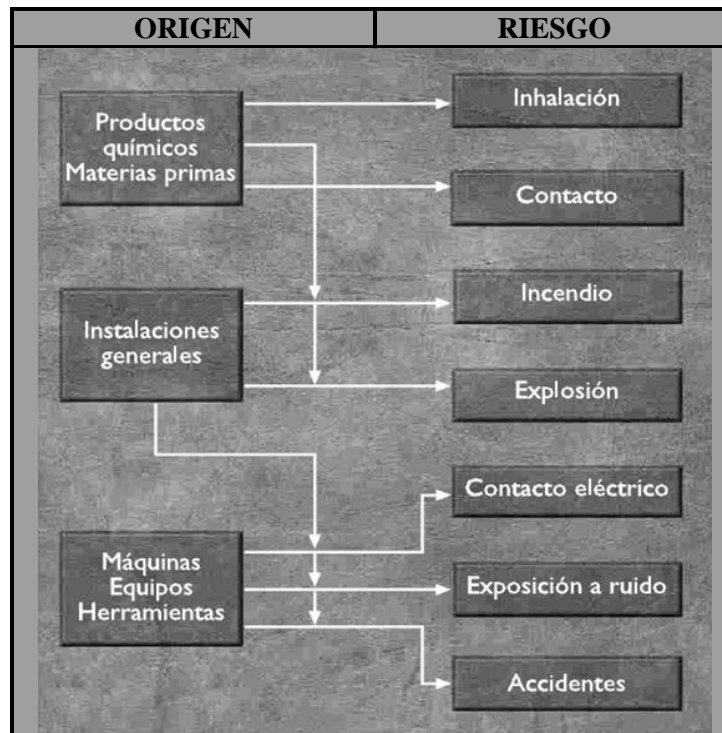 ORIGEN
RIESGO
Productos
químicos
Materias primas
Inhalación
Contacto
Instalaciones
generales
Incendio
Explosión
Máquinas
Equipos
Herramientas
Contacto eléctrico
Exposición a ruido
Accidentes